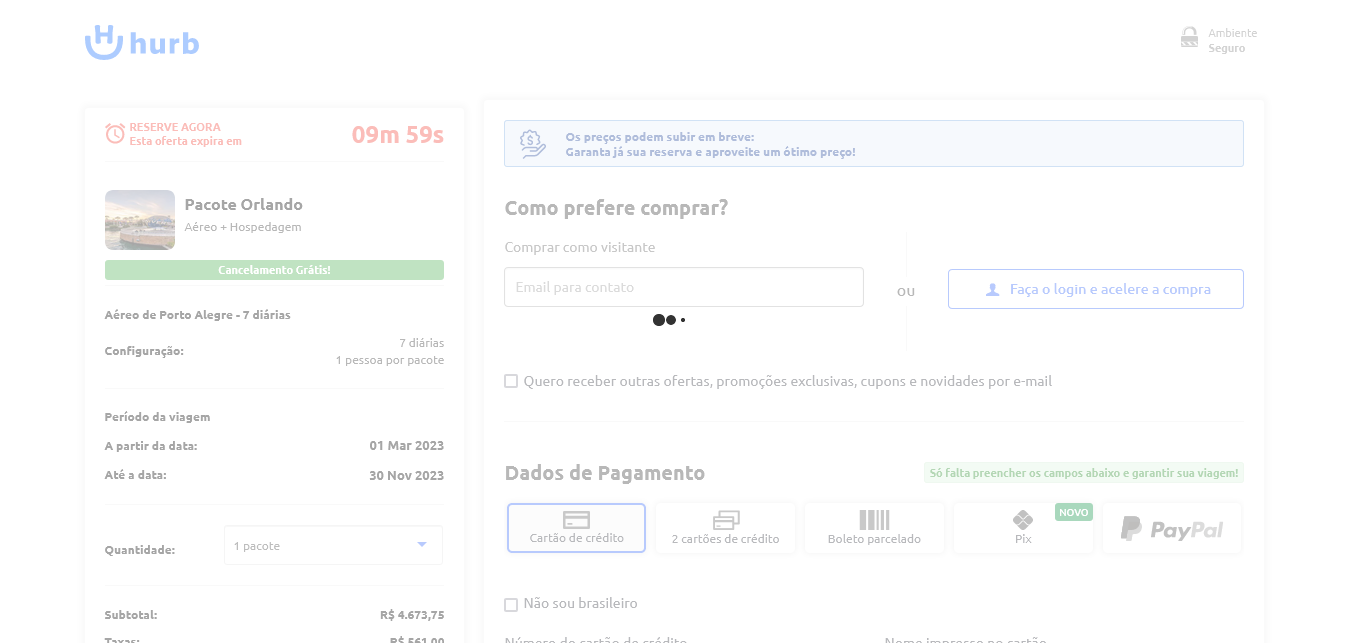 hurb
Ambiente
Seguro
RESERVE AGORA
Esta oferta expira em
09m 59s
Pacote Orlando
Aéreo + Hospedagem
Cancelamento Grátis!
Aéreo de Porto Alegre - 7 diárias
Configuração:
7 diárias
1 pessoa por pacote
Período da viagem
A partir da data:
01 Mar 2023
Até a data:
30 Nov 2023
Quantidade:
1 pacote
Subtotal:
R$ 4.673,75
Taxas:
R$ 561,00
Os preços podem subir em breve:
Garanta já sua reserva e aproveite um ótimo preço!
Como prefere comprar?
Comprar como visitante
Email para contato
ou
Faça o login e acelere a compra
Quero receber outras ofertas, promoções exclusivas, cupons e novidades por e-mail
Dados de Pagamento
Só falta preencher os campos abaixo e garantir sua viagem!
Cartão de crédito
2 cartões de crédito
Boleto parcelado
NOVO
Pix
PayPal
Não sou brasileiro
Número do cartão de crédito
Nome impresso no cartão